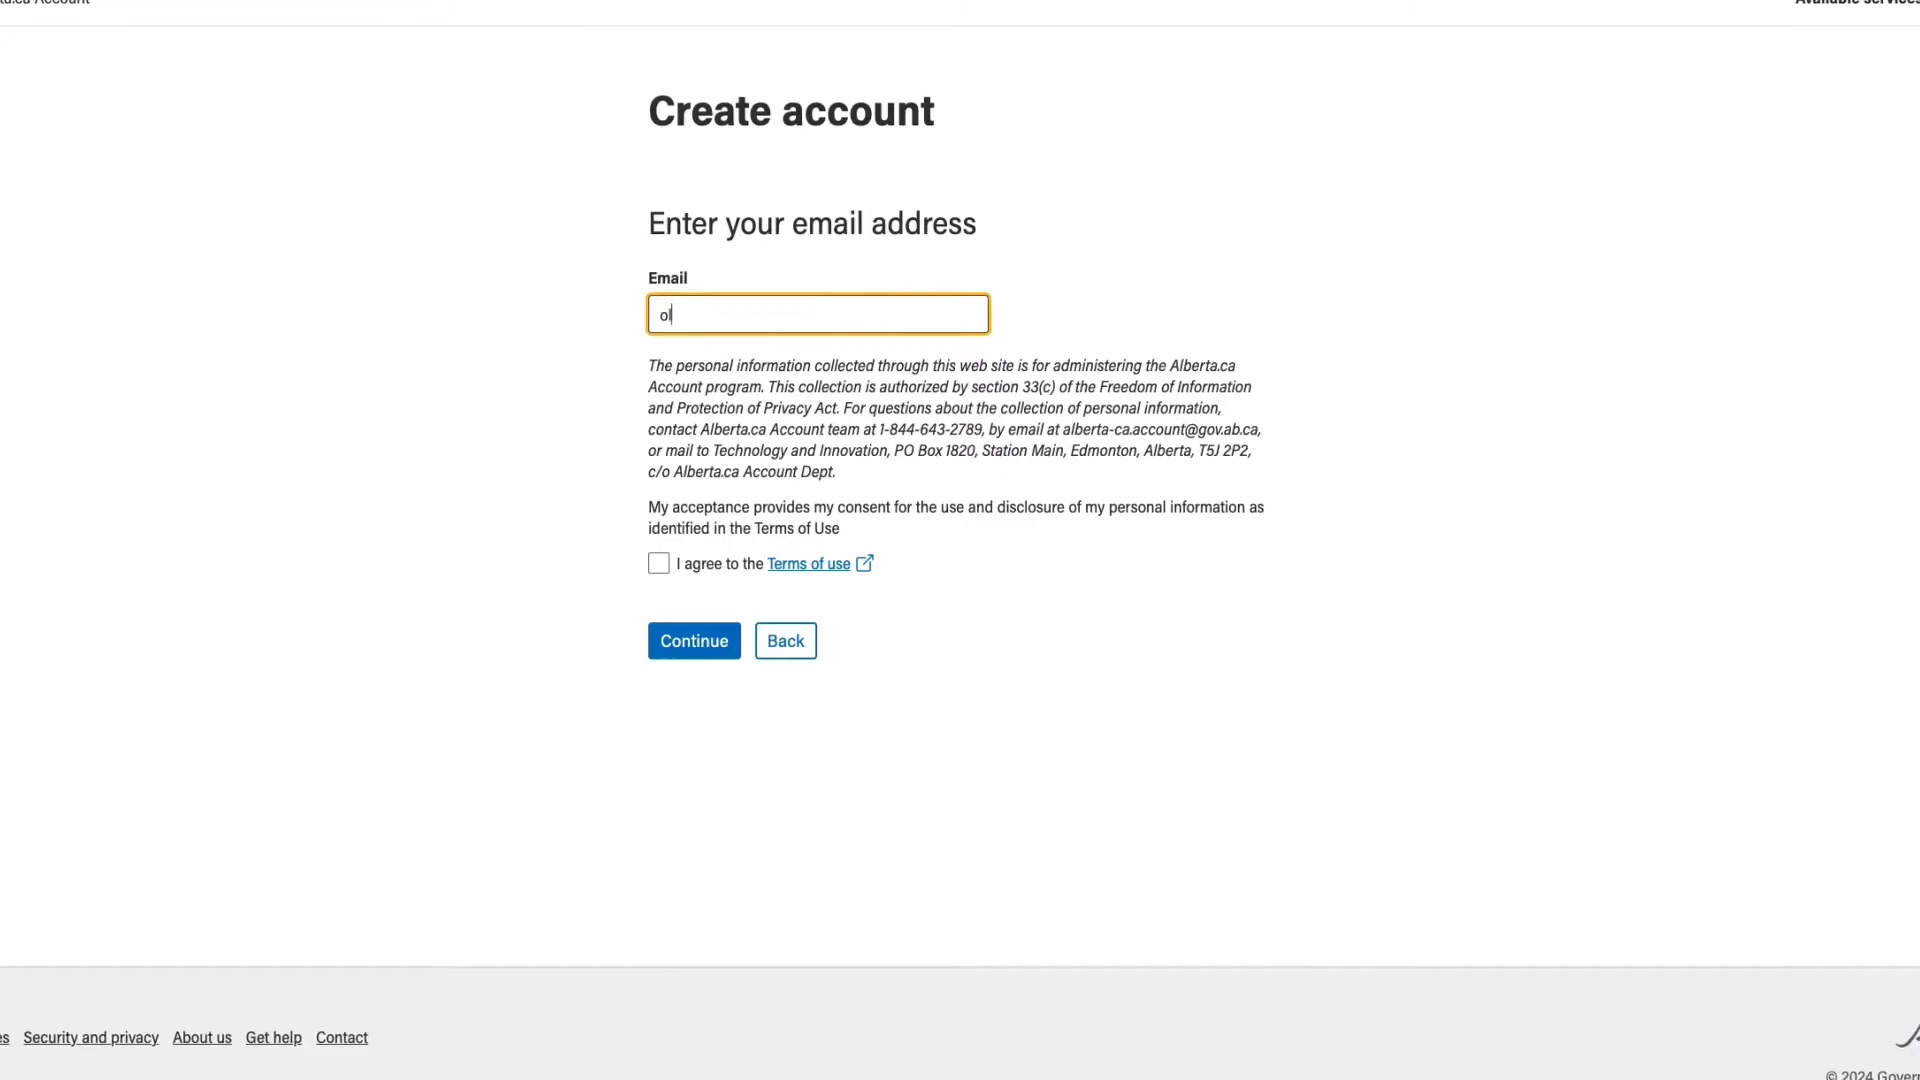 Create account
Enter your email address
Email
ol
The personal information collected through this web site is for administering the Alberta.ca
Account program. This collection is authorized by section 33(c) of the Freedom of Information
and Protection of Privacy Act. For questions about the collection of personal information,
contact Alberta.ca Account team at 1-844-643-2789, by email at alberta-ca.account@gov.ab.ca,
or mail to Technology and Innovation, PO Box 1820, Station Main, Edmonton, Alberta, T5J 2P2,
c/o Alberta.ca Account Dept.
My acceptance provides my consent for the use and disclosure of my personal information as
identified in the Terms of Use
I agree to the Terms of use
Continue Back
Security and privacy About us Get help Contact
© 2024